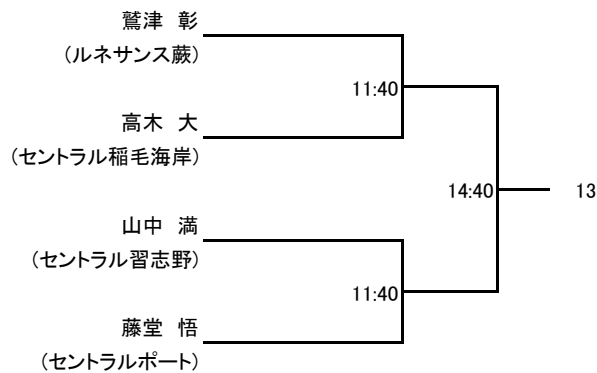 鷲津　彰
(ルネサンス蕨)
11:40
高木　大
(セントラル稲毛海岸)
14:40
13
山中　満
(セントラル習志野)
11:40
藤堂　悟
(セントラルポート)